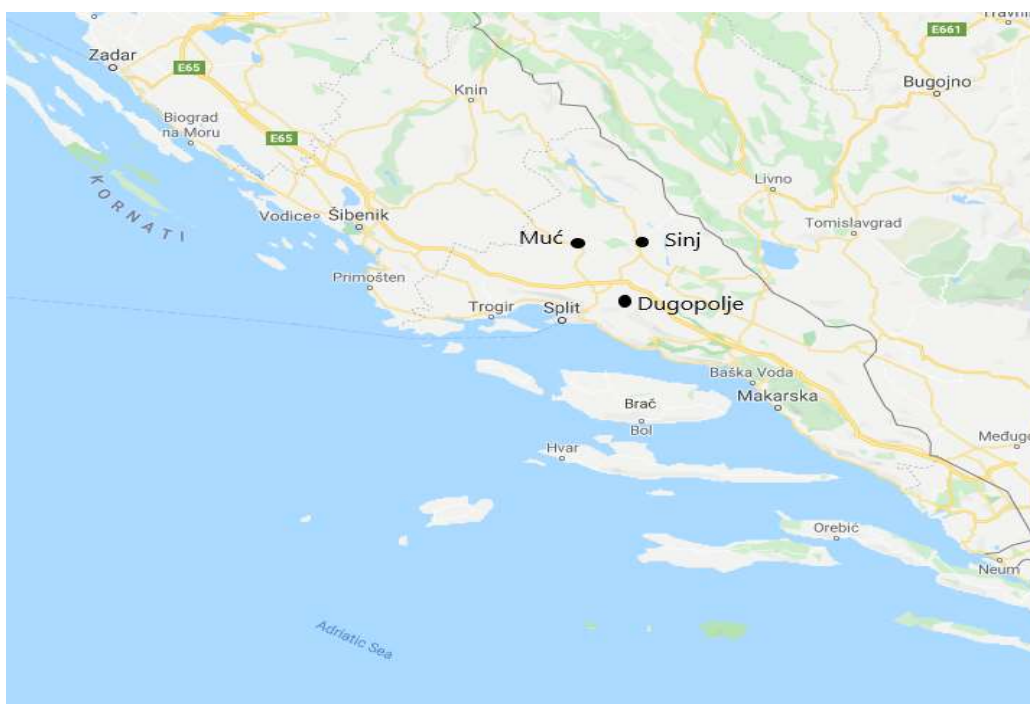 E661
Travni
Zadar
E65
Bugojno
Knin
Biograd
na Moru
E65
Livno
KORNATI
Vodice
Šibenik
Tomislavgrad
Muć
Sinj
Primošten
Trogir
Split
Dugopolje
Baška Voda
Makarska
Brač
Bol
Međugo
Hvar
Orebić
Neum
Adriatic Sea